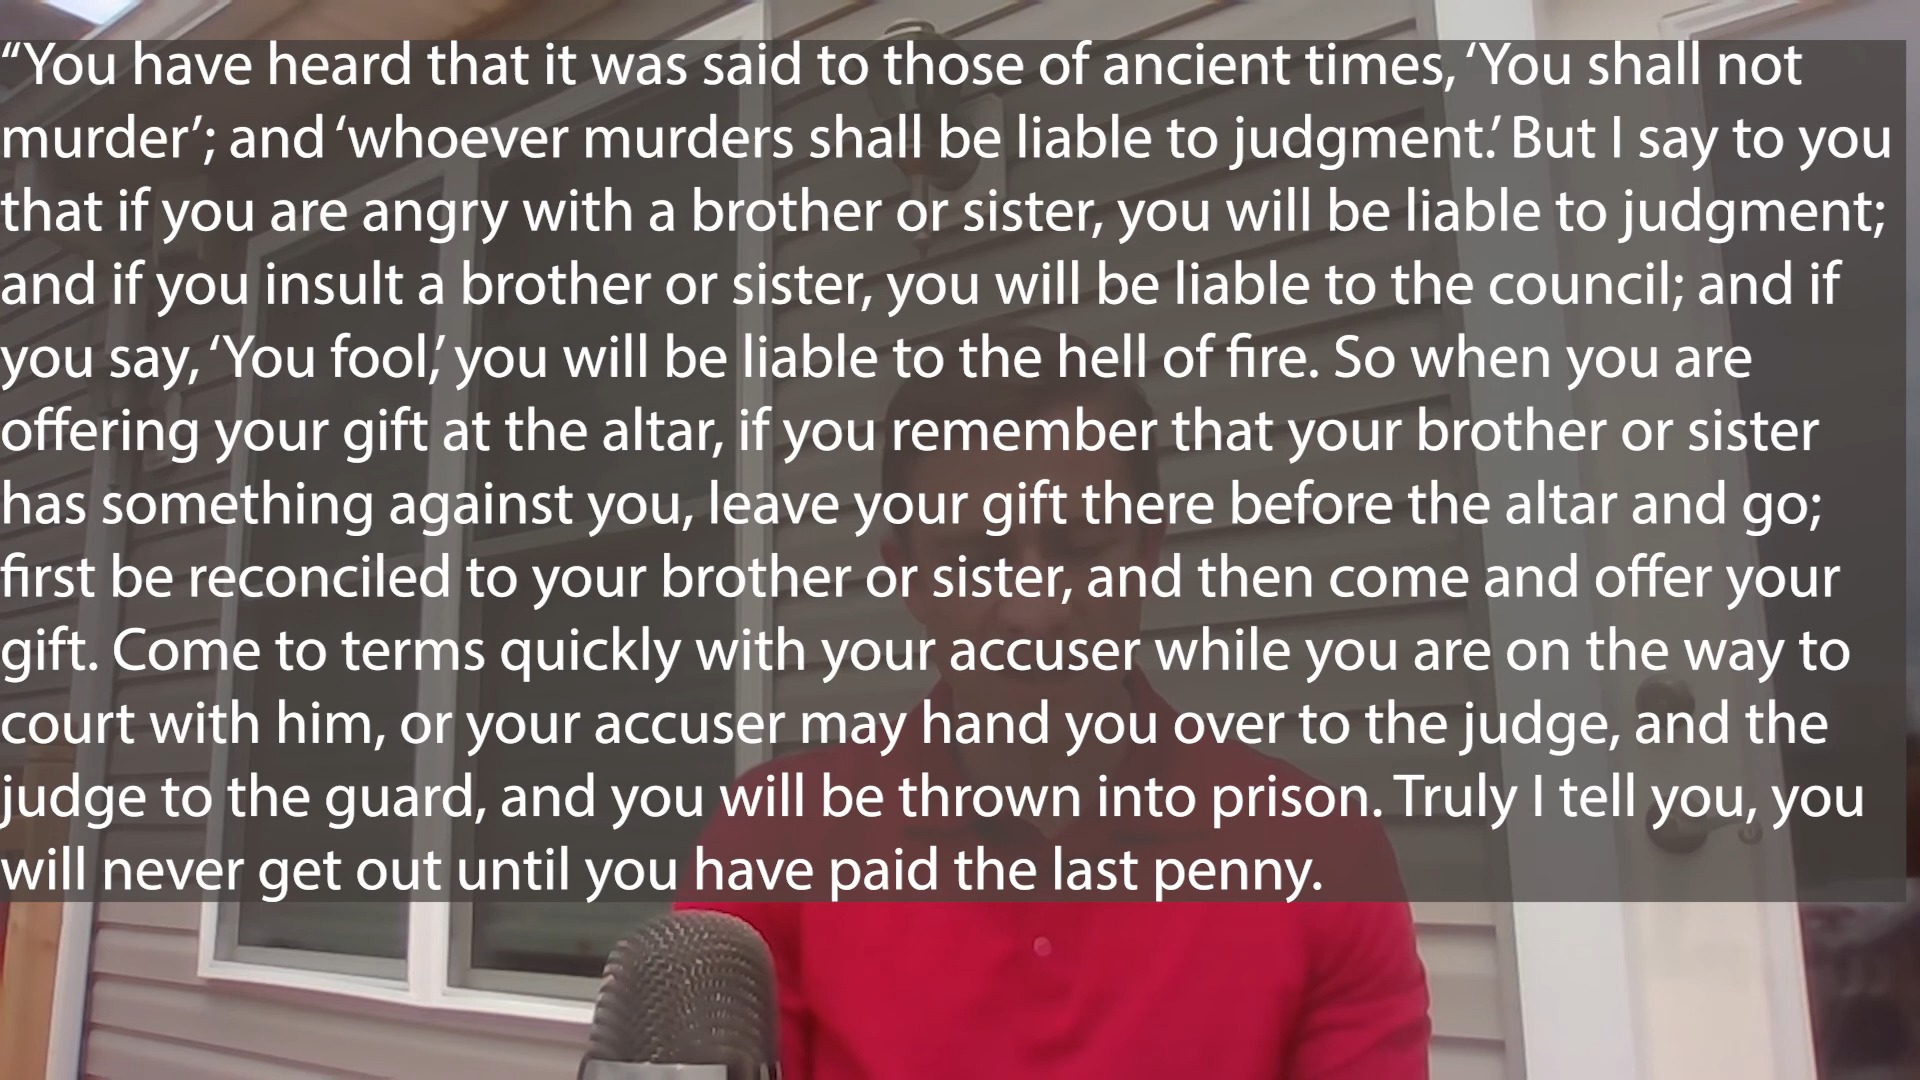 “You have heard that it was said to those of ancient times, ‘You shall not
murder’; and ‘whoever murders shall be liable to judgment.’ But I say to you
that if you are angry with a brother or sister, you will be liable to judgment;
and if you insult a brother or sister, you will be liable to the council; and if
you say, ‘You fool,’ you will be liable to the hell of fire. So when you are
offering your gift at the altar, if you remember that your brother or sister
has something against you, leave your gift there before the altar and go;
first be reconciled to your brother or sister, and then come and offer your
gift. Come to terms quickly with your accuser while you are on the way to
court with him, or your accuser may hand you over to the judge, and the
judge to the guard, and you will be thrown into prison. Truly I tell you, you
will never get out until you have paid the last penny.